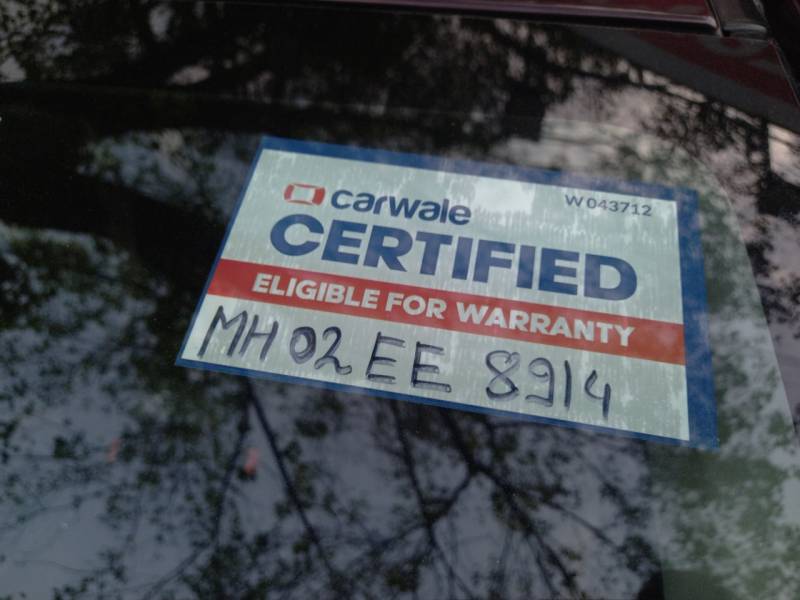 carwale
W043712
CERTIFIED
ELIGIBLE FOR WARRANTY
MH 02 EE 8914